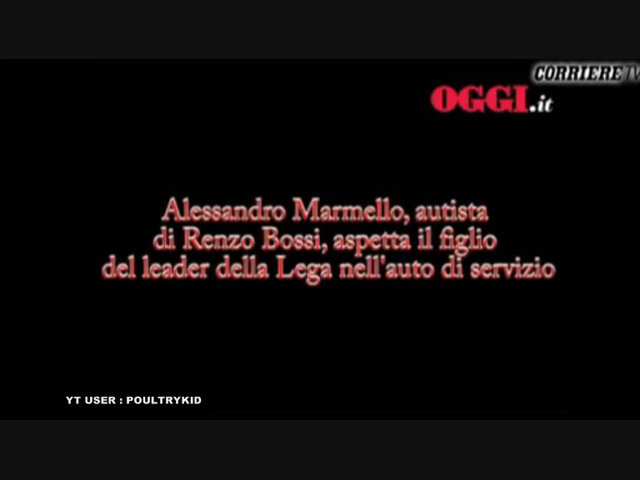 CORRIERE TV
OGGI.it
Alessandro Marmello, autista
di Renzo Bossi, aspetta il figlio
del leader della Lega nell'auto di servizio
YT USER : POULTRYKID